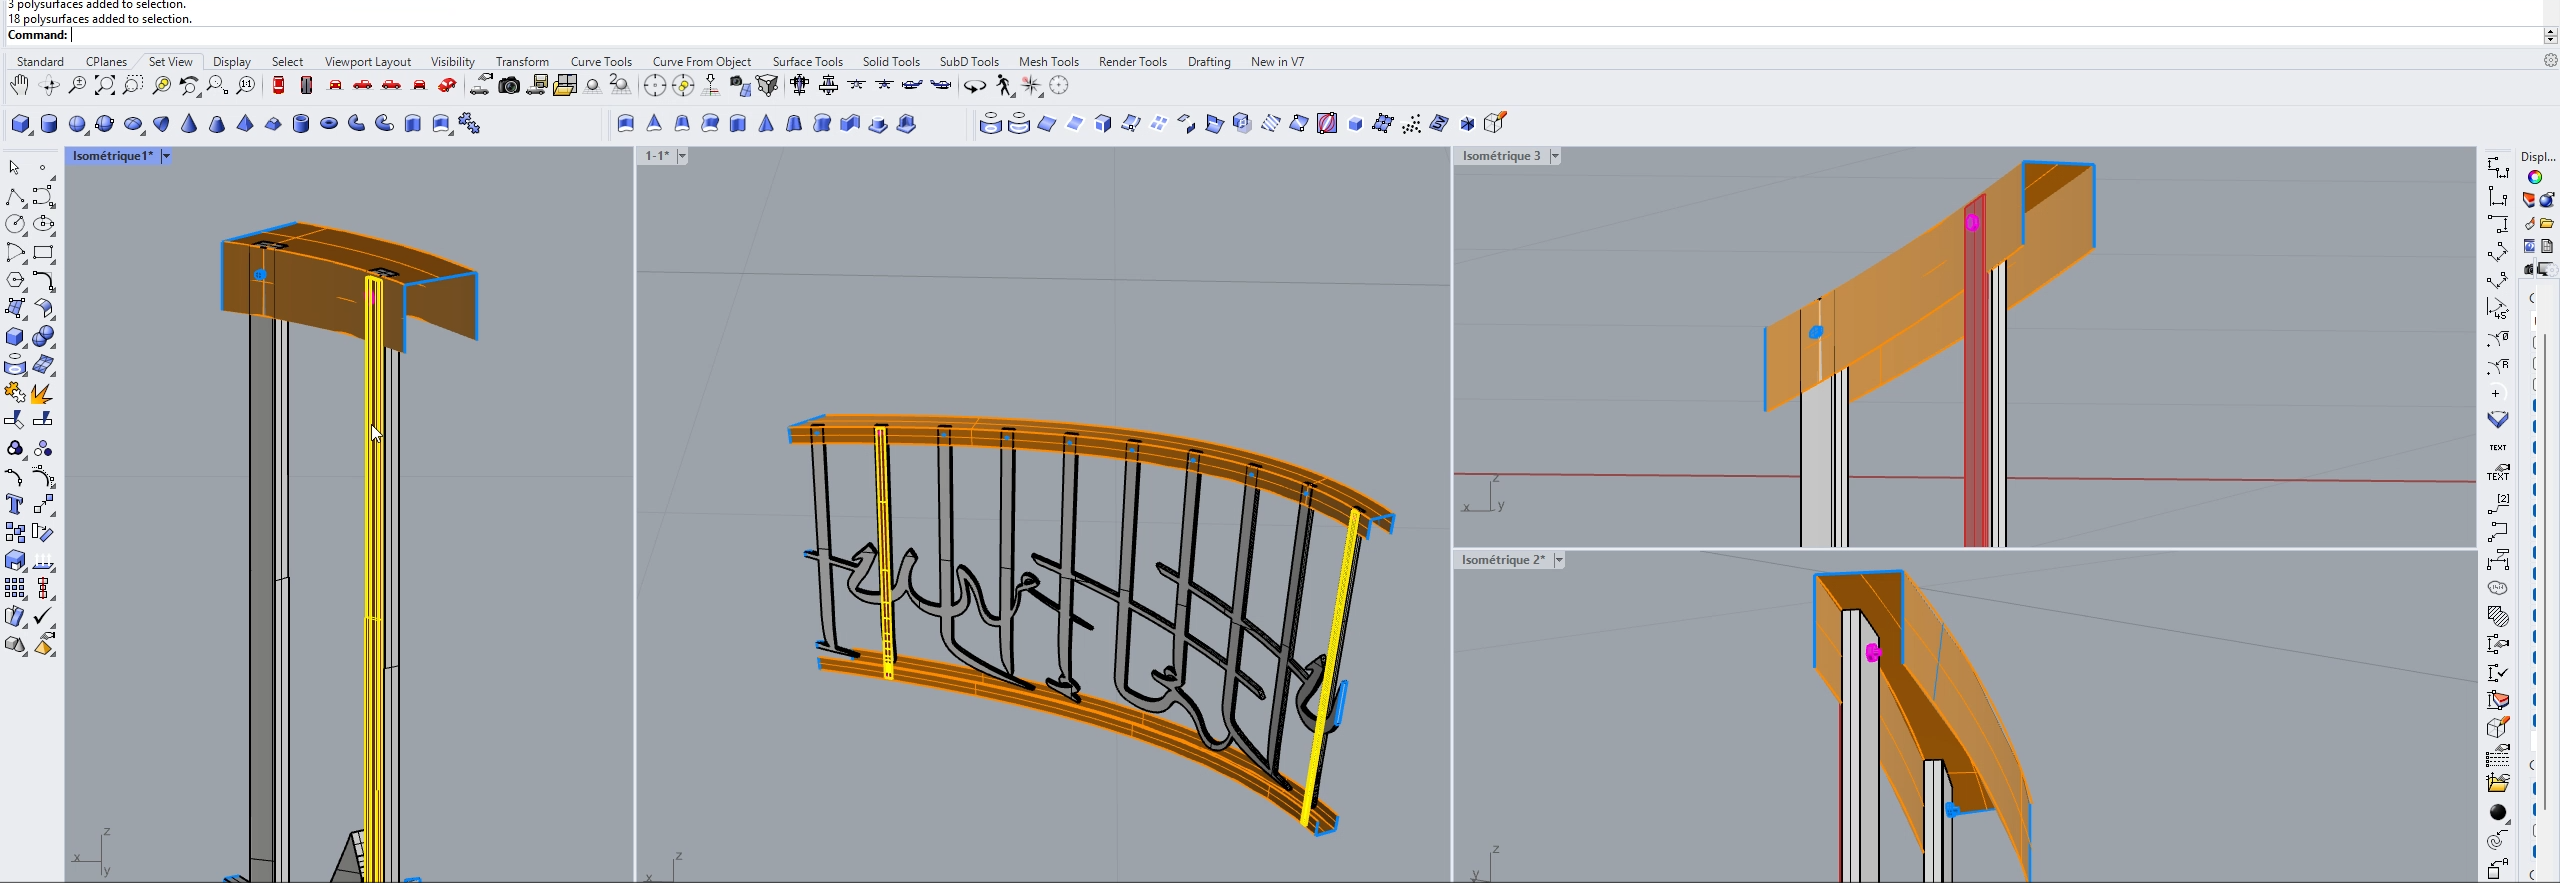 3 polysurfaces added to selection.
18 polysurfaces added to selection.
Command:
Standard CPlanes Set View Display Select Viewport Layout Visibility Transform Curve Tools Curve From Object Surface Tools Solid Tools SubD Tools Mesh Tools Render Tools Drafting New in V7
Isométrique1*
1-1*
Isométrique 3
Displ...
z
x y
45
TEXT
TEXT
[2]
Isométrique 2*
z
x
y
z
x
z
y
A